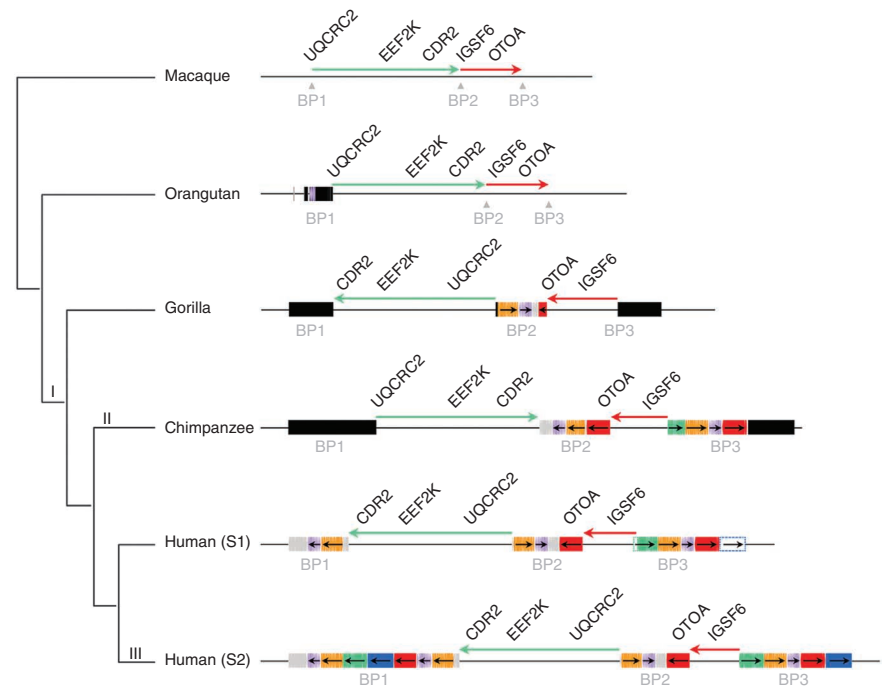 UQCRC2 EEF2K CDR2 IGSF6 OTOA
Macaque
BP1 BP2 BP3
UQCRC2 EEF2K CDR2 IGSF6 OTOA
Orangutan
BP1 BP2 BP3
CDR2 EEF2K UQCRC2 OTOA IGSF6
Gorilla
BP1 BP2 BP3
I
UQCRC2 EEF2K CDR2 OTOA IGSF6
II
Chimpanzee
BP1 BP2 BP3
CDR2 EEF2K UQCRC2 OTOA IGSF6
Human (S1)
BP1 BP2 BP3
CDR2 EEF2K UQCRC2 OTOA IGSF6
III
Human (S2)
BP1 BP2 BP3